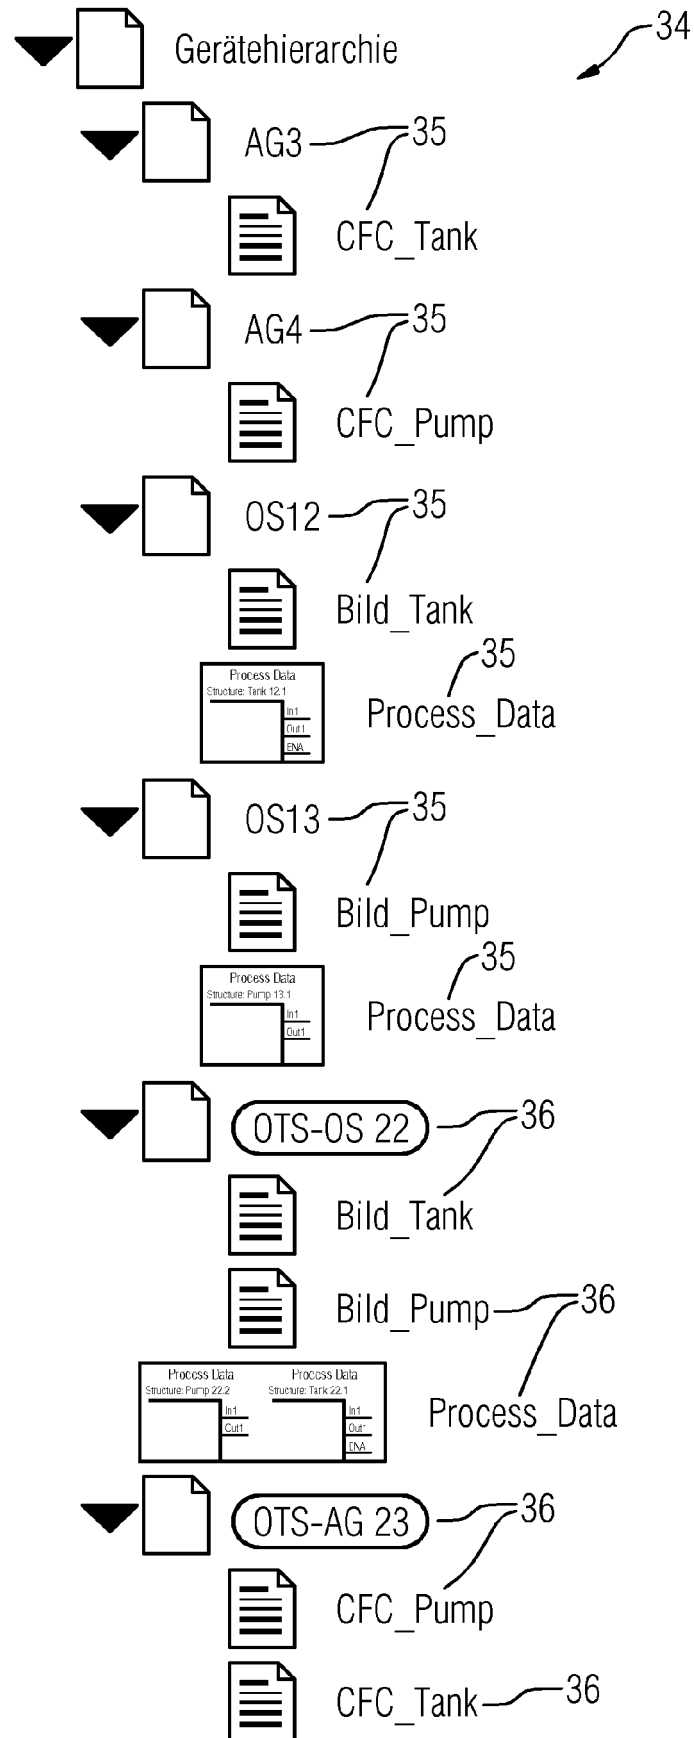 34
Gerätehierarchie
AG3 35
CFC_Tank
AG4 35
CFC_Pump
OS12 35
Bild_Tank
35
Process Data
Structure: Tank 12.1
In1
Out1
ENA
Process_Data
OS13 35
Bild_Pump
35
Process Data
Structure: Pump 13.1
In1
Out1
Process_Data
OTS-OS 22 36
Bild_Tank
Bild_Pump 36
Process Data
Structure: Pump 22.2
In1
Out1
Process Data
Structure: Tank 22.1
In1
Out1
ENA
Process_Data
OTS-AG 23 36
CFC_Pump
CFC_Tank 36